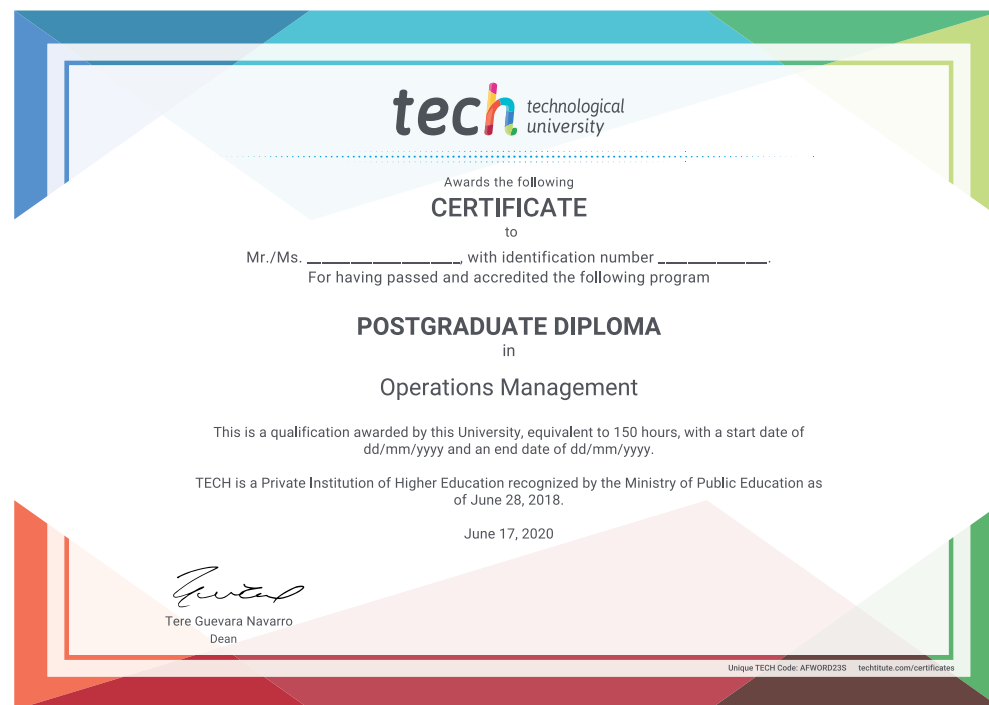 tech technological
university
Awards the following
CERTIFICATE
to
Mr./Ms. _____________________, with identification number _______________.
For having passed and accredited the following program
POSTGRADUATE DIPLOMA
in
Operations Management
This is a qualification awarded by this University, equivalent to 150 hours, with a start date of
dd/mm/yyyy and an end date of dd/mm/yyyy.
TECH is a Private Institution of Higher Education recognized by the Ministry of Public Education as
of June 28, 2018.
June 17, 2020
Tere Guevara Navarro
Dean
Unique TECH Code: AFWORD23S techtitute.com/certificates